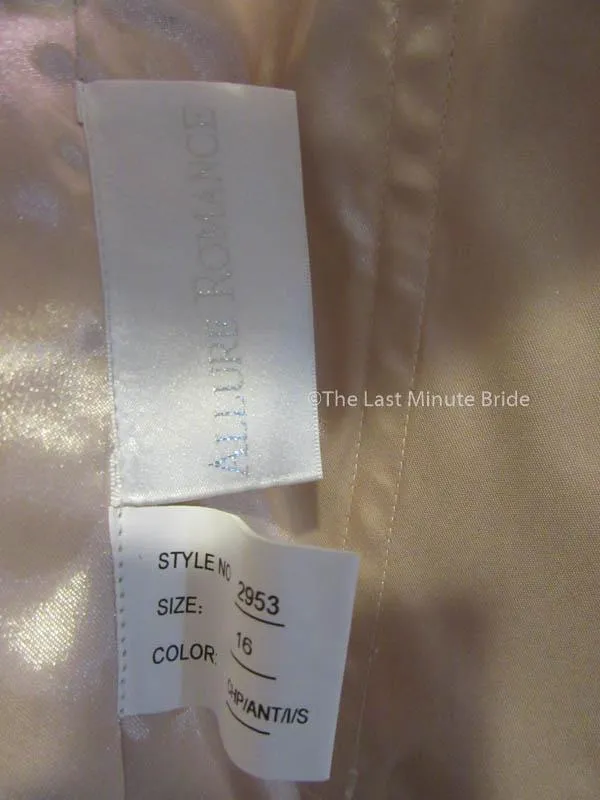 ALLURE ROMANCE
©The Last Minute Bride
STYLE NO 2953
SIZE: 16
COLOR: CHP/ANT/I/S